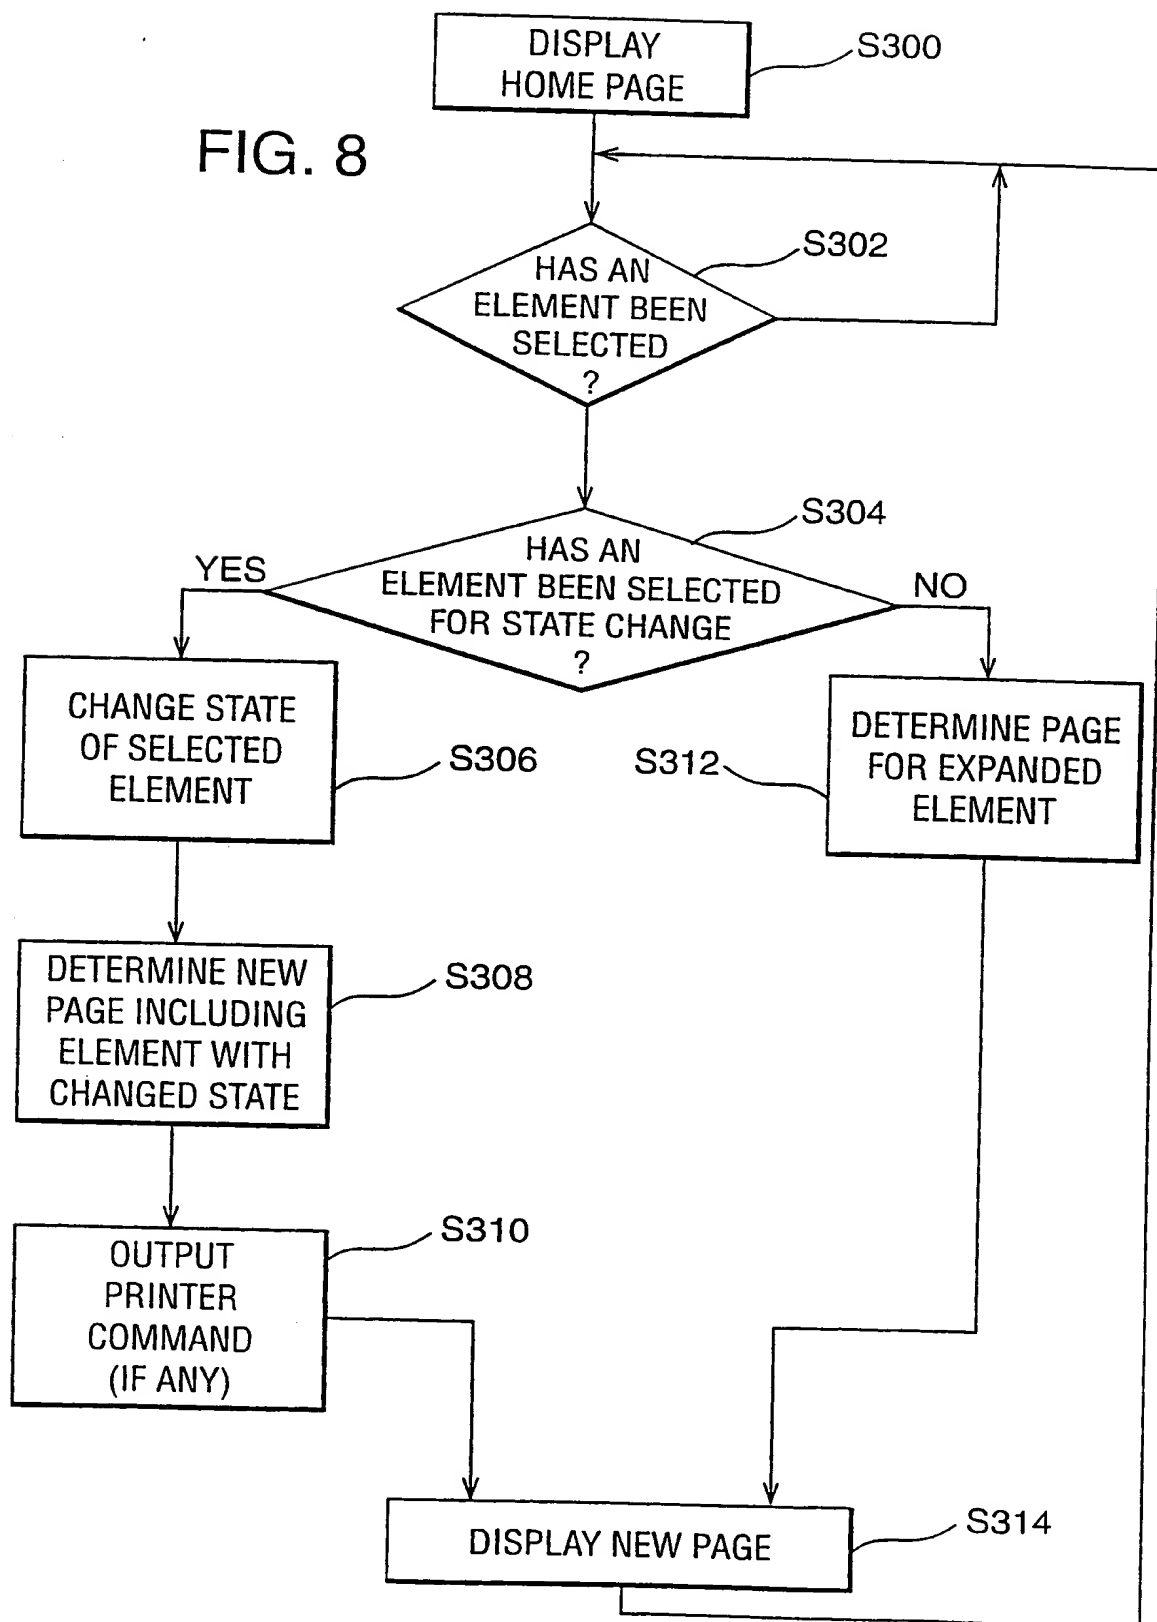 DISPLAY
HOME PAGE
S300
FIG. 8
HAS AN
ELEMENT BEEN
SELECTED
?
S302
HAS AN
ELEMENT BEEN SELECTED
FOR STATE CHANGE
?
S304
YES
NO
CHANGE STATE
OF SELECTED
ELEMENT
S306
S312
DETERMINE PAGE
FOR EXPANDED
ELEMENT
DETERMINE NEW
PAGE INCLUDING
ELEMENT WITH
CHANGED STATE
S308
OUTPUT
PRINTER
COMMAND
(IF ANY)
S310
DISPLAY NEW PAGE
S314